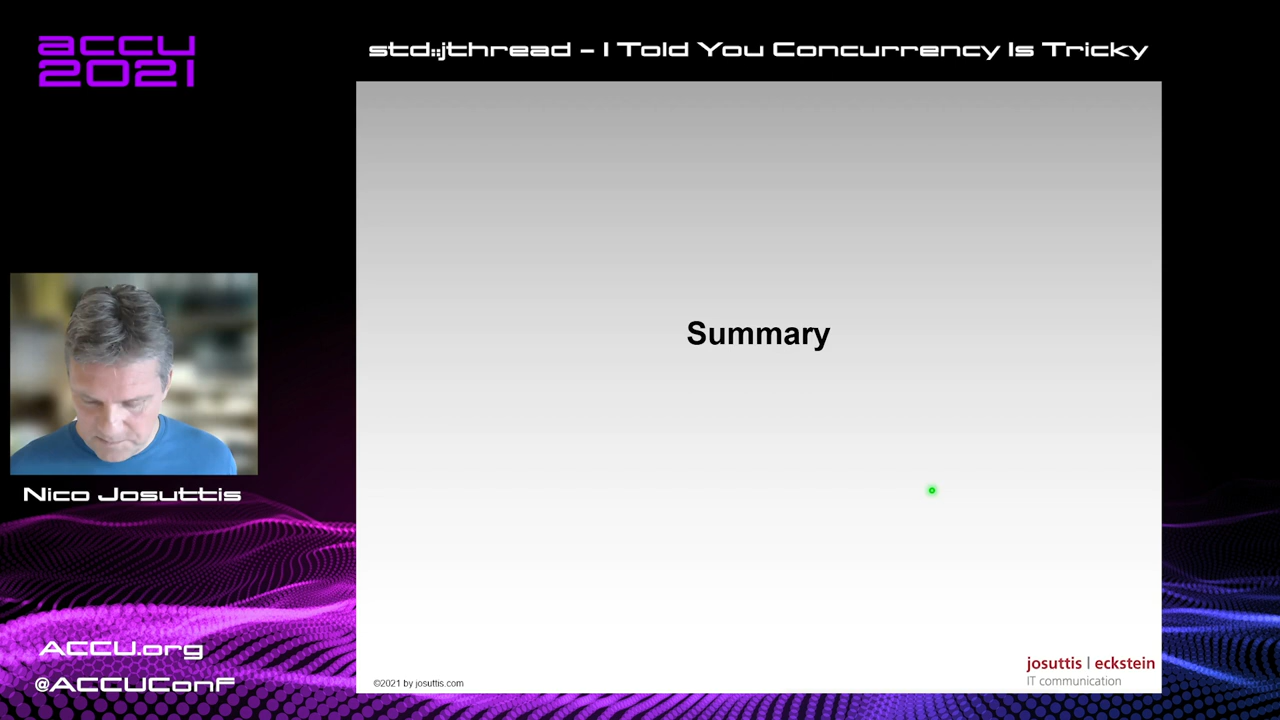 accu
2021
std::jthread – I Told You Concurrency Is Tricky
Summary
Nico Josuttis
ACCU.org
@ACCUConf
©2021 by josuttis.com
josuttis | eckstein
IT communication